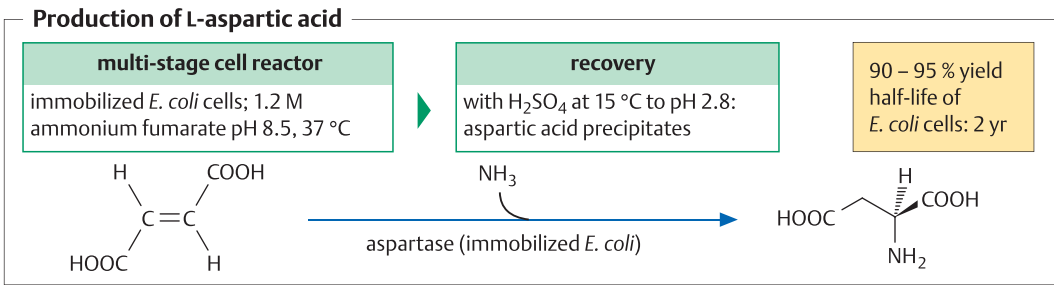 Production of L-aspartic acid
multi-stage cell reactor
immobilized E. coli cells; 1.2 M
ammonium fumarate pH 8.5, 37 °C
recovery
with H₂SO₄ at 15 °C to pH 2.8:
aspartic acid precipitates
90 – 95 % yield
half-life of
E. coli cells: 2 yr
H
COOH
C=C
HOOC
H
NH₃
aspartase (immobilized E. coli)
H
COOH
HOOC
NH₂